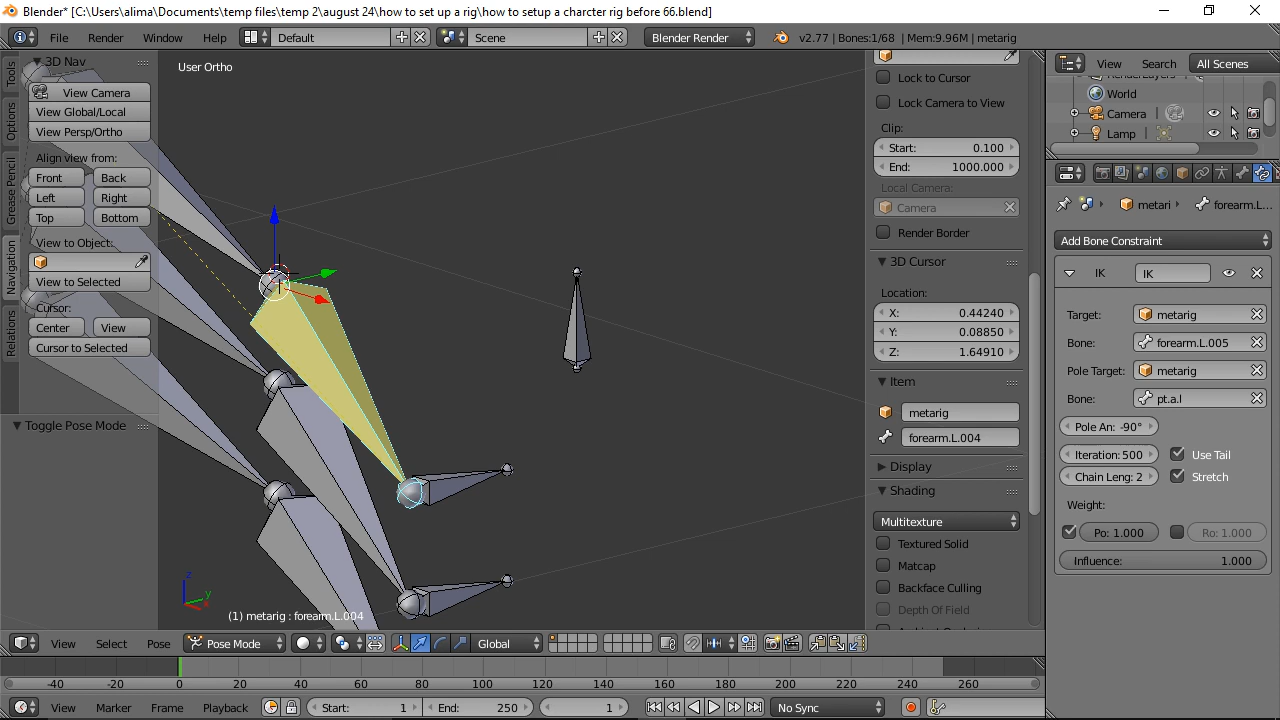 Blender* [C:\Users\alima\Documents\temp files\temp 2\august 24\how to set up a rig\how to setup a charcter rig before 66.blend]
File Render Window Help Default Scene Blender Render v2.77 | Bones:1/68 | Mem:9.96M | metarig
Tools
Options
Grease Pencil
Navigation
Relations
3D Nav
View Camera
View Global/Local
View Persp/Ortho
Align view from:
Front Back
Left Right
Top Bottom
View to Object:
View to Selected
Cursor:
Center View
Cursor to Selected
Toggle Pose Mode
User Ortho
z
y
x
(1) metarig : forearm.L.004
Lock to Cursor
Lock Camera to View
Clip:
Start: 0.100
End: 1000.000
Local Camera:
Camera
Render Border
3D Cursor
Location:
X: 0.44240
Y: 0.08850
Z: 1.64910
Item
metarig
forearm.L.004
Display
Shading
Multitexture
Textured Solid
Matcap
Backface Culling
Depth Of Field
View Search All Scenes
RenderLayers
World
Camera
Lamp
metari forearm.L...
Add Bone Constraint
IK IK
Target: metarig
Bone: forearm.L.005
Pole Target: metarig
Bone: pt.a.l
Pole An: -90°
Iteration: 500 Use Tail
Chain Leng: 2 Stretch
Weight:
Po: 1.000 Ro: 1.000
Influence: 1.000
View Select Pose Pose Mode Global
-40 -20 0 20 40 60 80 100 120 140 160 180 200 220 240 260
View Marker Frame Playback Start: 1 End: 250 1 No Sync